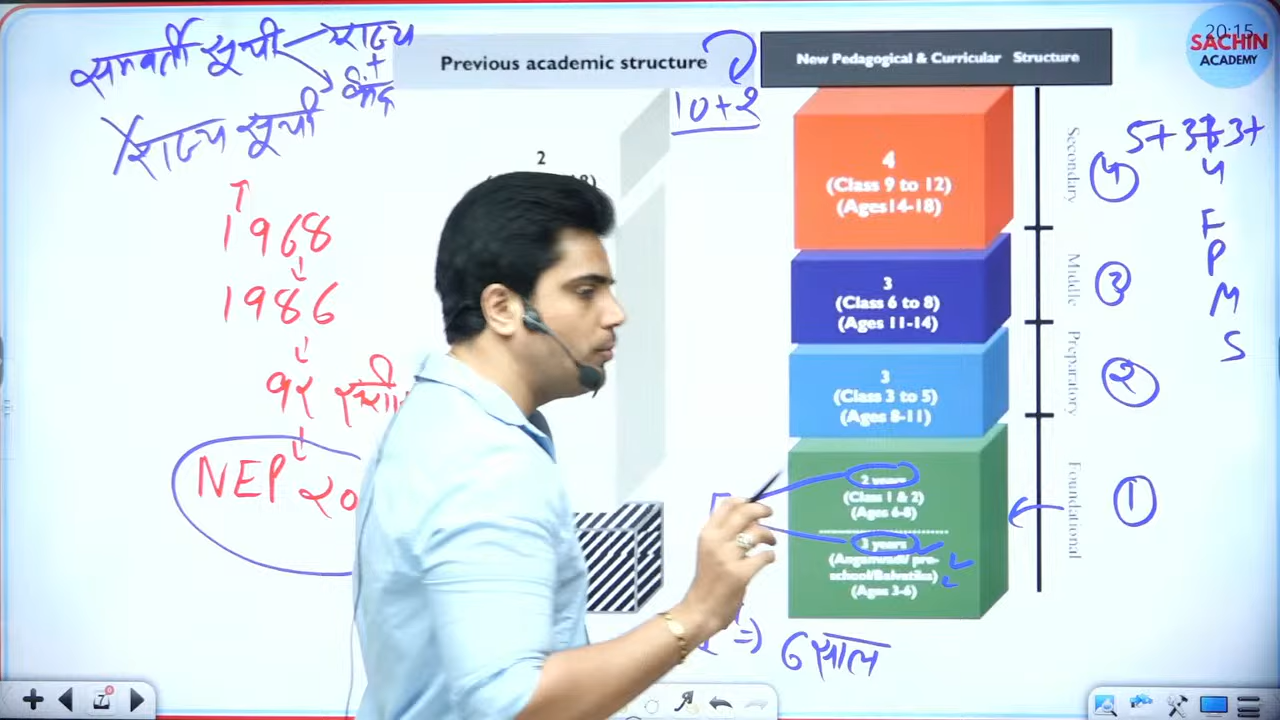 20:15
SACHIN
ACADEMY
समवर्ती सूची → राज्य
+
केंद्र
राज्य सूची
1968
1986
92
NEP 20
Previous academic structure
10+2
2
New Pedagogical & Curricular Structure
4
(Class 9 to 12)
(Ages 14-18)
Secondary
4
3
(Class 6 to 8)
(Ages 11-14)
Middle
3
3
(Class 3 to 5)
(Ages 8-11)
Preparatory
2
2 years
(Class 1 & 2)
(Ages 6-8)
3 years
(Anganwadi/ pre-
school/Balvatika)
(Ages 3-6)
Foundational
1
5+3+3+
4
F
P
M
S
6 साल